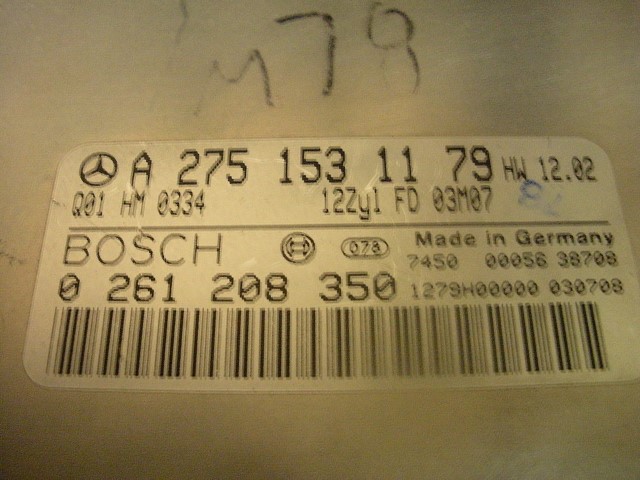 M78
A 275 153 11 79 HW 12.02
Q01 HM 0334 12Zyl FD 03M07
BOSCH 078 Made in Germany
7450 00056 38708
0 261 208 350 1279H00000 030708